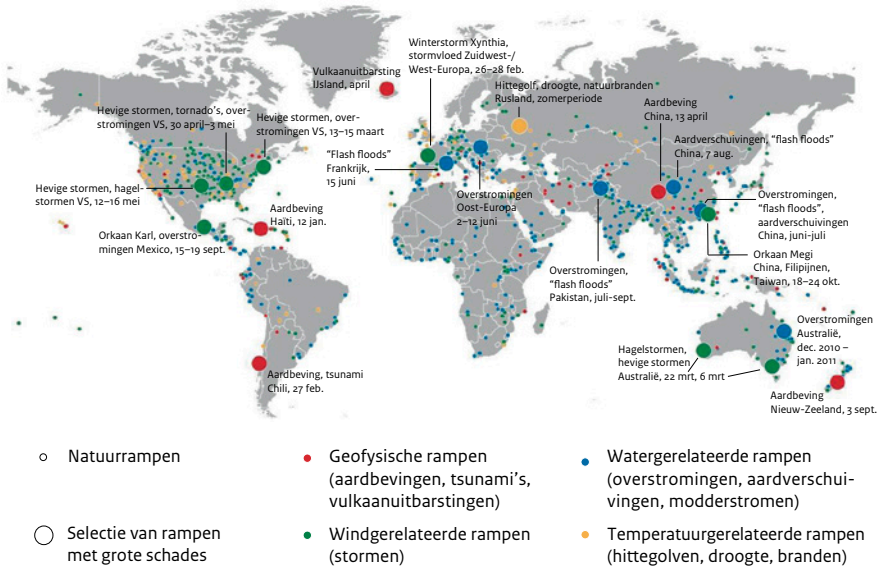 Winterstorm Xynthia,
stormvloed Zuidwest-/
West-Europa, 26–28 feb.
Vulkaanuitbarsting
IJsland, april
Hittegolf, droogte, natuurbranden
Rusland, zomerperiode
Hevige stormen, tornado's, over-
stromingen VS, 30 april–3 mei
Hevige stormen, over-
stromingen VS, 13–15 maart
Aardbeving
China, 13 april
Aardverschuivingen, "flash floods"
China, 7 aug.
"Flash floods"
Frankrijk,
15 juni
Hevige stormen, hagel-
stormen VS, 12–16 mei
Overstromingen
Oost-Europa
2–12 juni
Overstromingen,
"flash floods",
aardverschuivingen
China, juni-juli
Aardbeving
Haïti, 12 jan.
Orkaan Karl, overstro-
mingen Mexico, 15–19 sept.
Orkaan Megi
China, Filipijnen,
Taiwan, 18–24 okt.
Overstromingen,
"flash floods"
Pakistan, juli-sept.
Overstromingen
Australië,
dec. 2010 –
jan. 2011
Hagelstormen,
hevige stormen
Australië, 22 mrt, 6 mrt
Aardbeving, tsunami
Chili, 27 feb.
Aardbeving
Nieuw-Zeeland, 3 sept.
Natuurrampen
Geofysische rampen
(aardbevingen, tsunami's,
vulkaanuitbarstingen)
Watergerelateerde rampen
(overstromingen, aardverschui-
vingen, modderstromen)
Selectie van rampen
met grote schades
Windgerelateerde rampen
(stormen)
Temperatuurgerelateerde rampen
(hittegolven, droogte, branden)